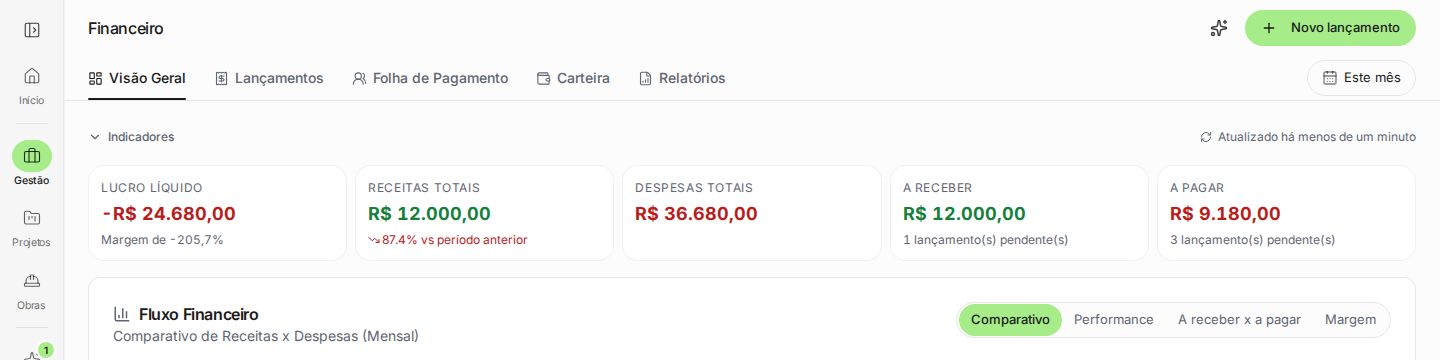 Financeiro
Novo lançamento
Início
Visão Geral
Lançamentos
Folha de Pagamento
Carteira
Relatórios
Este mês
Indicadores
Atualizado há menos de um minuto
Gestão
LUCRO LÍQUIDO
-R$ 24.680,00
Margem de -205,7%
RECEITAS TOTAIS
R$ 12.000,00
87.4% vs período anterior
DESPESAS TOTAIS
R$ 36.680,00
A RECEBER
R$ 12.000,00
1 lançamento(s) pendente(s)
A PAGAR
R$ 9.180,00
3 lançamento(s) pendente(s)
Projetos
Obras
1
Fluxo Financeiro
Comparativo de Receitas x Despesas (Mensal)
Comparativo
Performance
A receber x a pagar
Margem